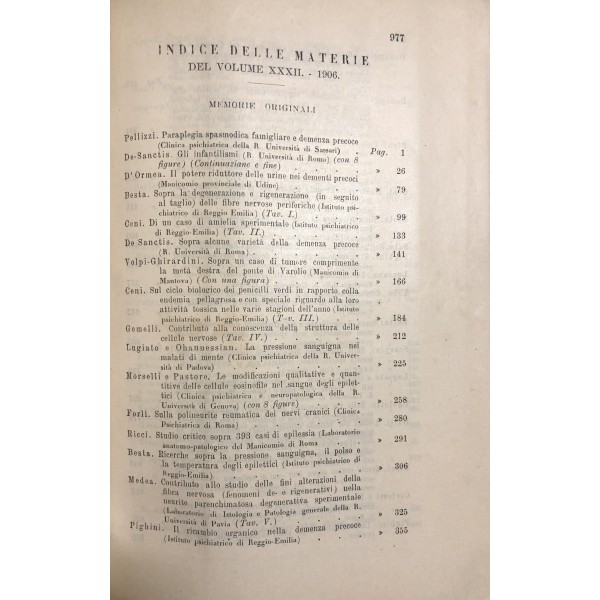 977
INDICE DELLE MATERIE
DEL VOLUME XXXII. - 1906.
MEMORIE ORIGINALI
Pellizzi. Paraplegia spasmodica famigliare e demenza precoce
(Clinica psichiatrica della R. Università di Sassari) . Pag. 1
De-Sanctis. Gli infantilismi (R. Università di Roma) (con 8
figure) (Continuazione e fine) . . . . » 26
D'Ormea. Il potere riduttore delle urine nei dementi precoci
(Manicomio provinciale di Udine) . . . . » 79
Besta. Sopra la degenerazione e rigenerazione (in seguito
al taglio) delle fibre nervose periferiche (Istituto psi-
chiatrico di Reggio Emilia) (Tav. I.) . . . » 99
Ceni. Di un caso di amielia sperimentale (Istituto psichiatrico
di Reggio-Emilia) (Tav. II.) . . . . » 133
De Sanctis. Sopra alcune varietà della demenza precoce
(R. Università di Roma) . . . . . » 141
Volpi-Ghirardini. Sopra un caso di tumore comprimente
la metà destra del ponte di Varolio (Manicomio di
Mantova) (Con una figura) . . . . » 166
Ceni. Sul ciclo biologico dei penicilli verdi in rapporto colla
endemia pellagrosa e con speciale riguardo alla loro
attività tossica nelle varie stagioni dell'anno (Istituto
psichiatrico di Reggio-Emilia) (T-v. III.) . . . » 184
Gemelli. Contributo alla conoscenza della struttura delle
cellule nervose (Tav. IV.) . . . . . » 212
Lugiato e Ohannessian. La pressione sanguigna nei
malati di mente (Clinica psichiatrica della R. Univer-
sità di Padova) . . . . . » 225
Morselli e Pastore. Le modificazioni qualitative e quan-
titive delle cellule eosinofile nel sangue degli epilet-
tici (Clinica psichiatrica e neuropatologica della R.
Università di Genova) (con 8 figure) . . . » 258
Forli. Sulla polineurite reumatica dei nervi cranici (Clinica
Psichiatrica di Roma) . . . . . » 280
Ricci. Studio critico sopra 393 casi di epilessia (Laboratorio
anatomo-patologico del Manicomio di Roma . . » 291
Besta. Ricerche sopra la pressione sanguigna, il polso e
la temperatura degli epilettici (Istituto psichiatrico di
Reggio-Emilia) . . . . . » 306
Medea. Contributo allo studio delle fini alterazioni della
fibra nervosa (fenomeni de- e rigenerativi) nella
neurite parenchimatosa degenerativa sperimentale
(Laboratorio di Istologia e Patologia generale della R.
Università di Pavia (Tav. V.) . . . . » 325
Pighini. Il ricambio organico nella demenza precoce
(Istituto psichiatrico di Reggio-Emilia) . . . » 355